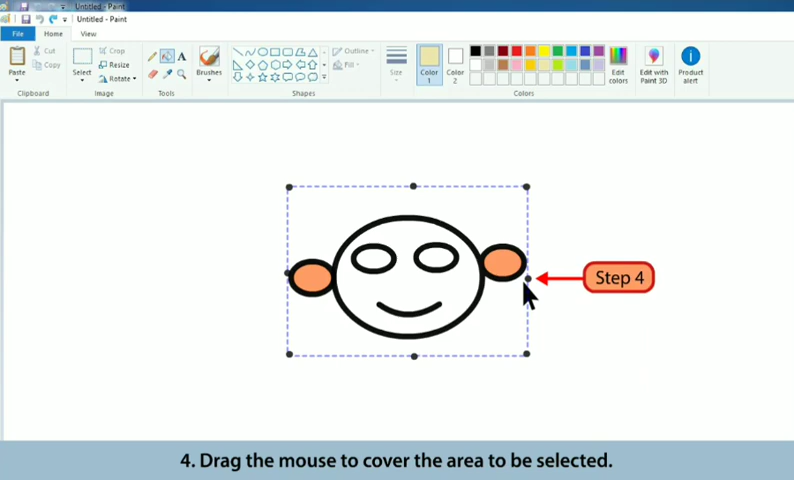 Untitled - Paint
Untitled - Paint
File Home View
Paste Cut Copy Clipboard
Select Crop Resize Rotate Image
A Tools
Brushes
Outline Fill Shapes
Size
Color 1 Color 2 Edit colors Colors
Edit with Paint 3D
Product alert
Step 4
4. Drag the mouse to cover the area to be selected.